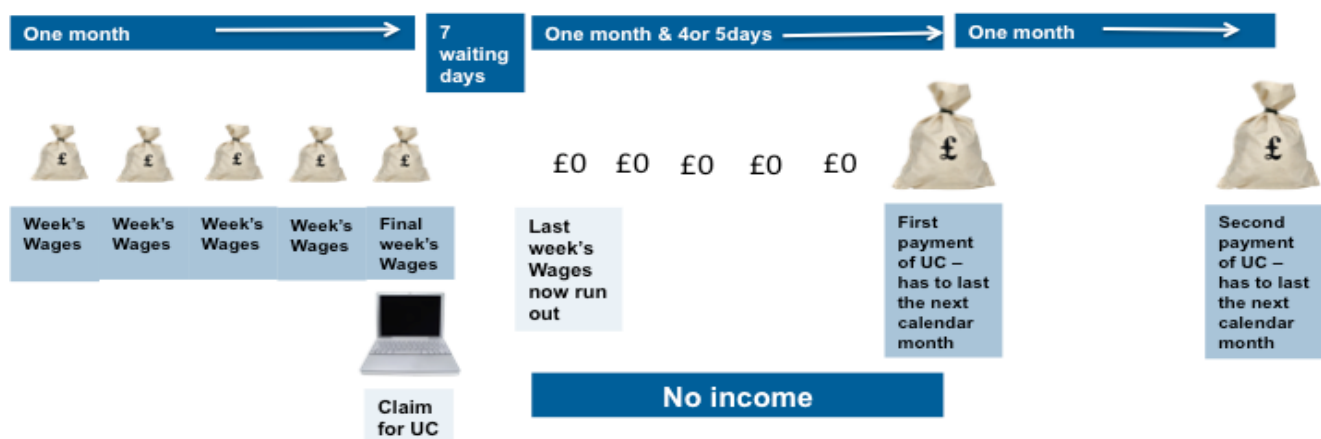 One month
7
waiting
days
One month & 4or 5days
One month
£
£
£
£
£
£
£
£0
£0
£0
£0
£0
Week's
Wages
Week's
Wages
Week's
Wages
Week's
Wages
Final
week's
Wages
Last
week's
Wages
now run
out
First
payment
of UC –
has to last
the next
calendar
month
Second
payment
of UC –
has to last
the next
calendar
month
Claim
for UC
No income